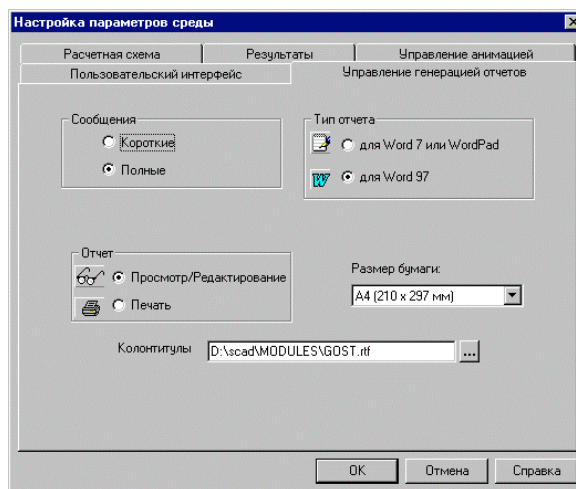 Настройка параметров среды
Расчетная схема
Результаты
Управление анимацией
Пользовательский интерфейс
Управление генерацией отчетов
Сообщения
Короткие
Полные
Тип отчета
для Word 7 или WordPad
для Word 97
Отчет
Просмотр/Редактирование
Печать
Размер бумаги:
A4 (210 x 297 мм)
Колонтитулы
D:\scad\MODULES\GOST.rtf
...
OK
Отмена
Справка